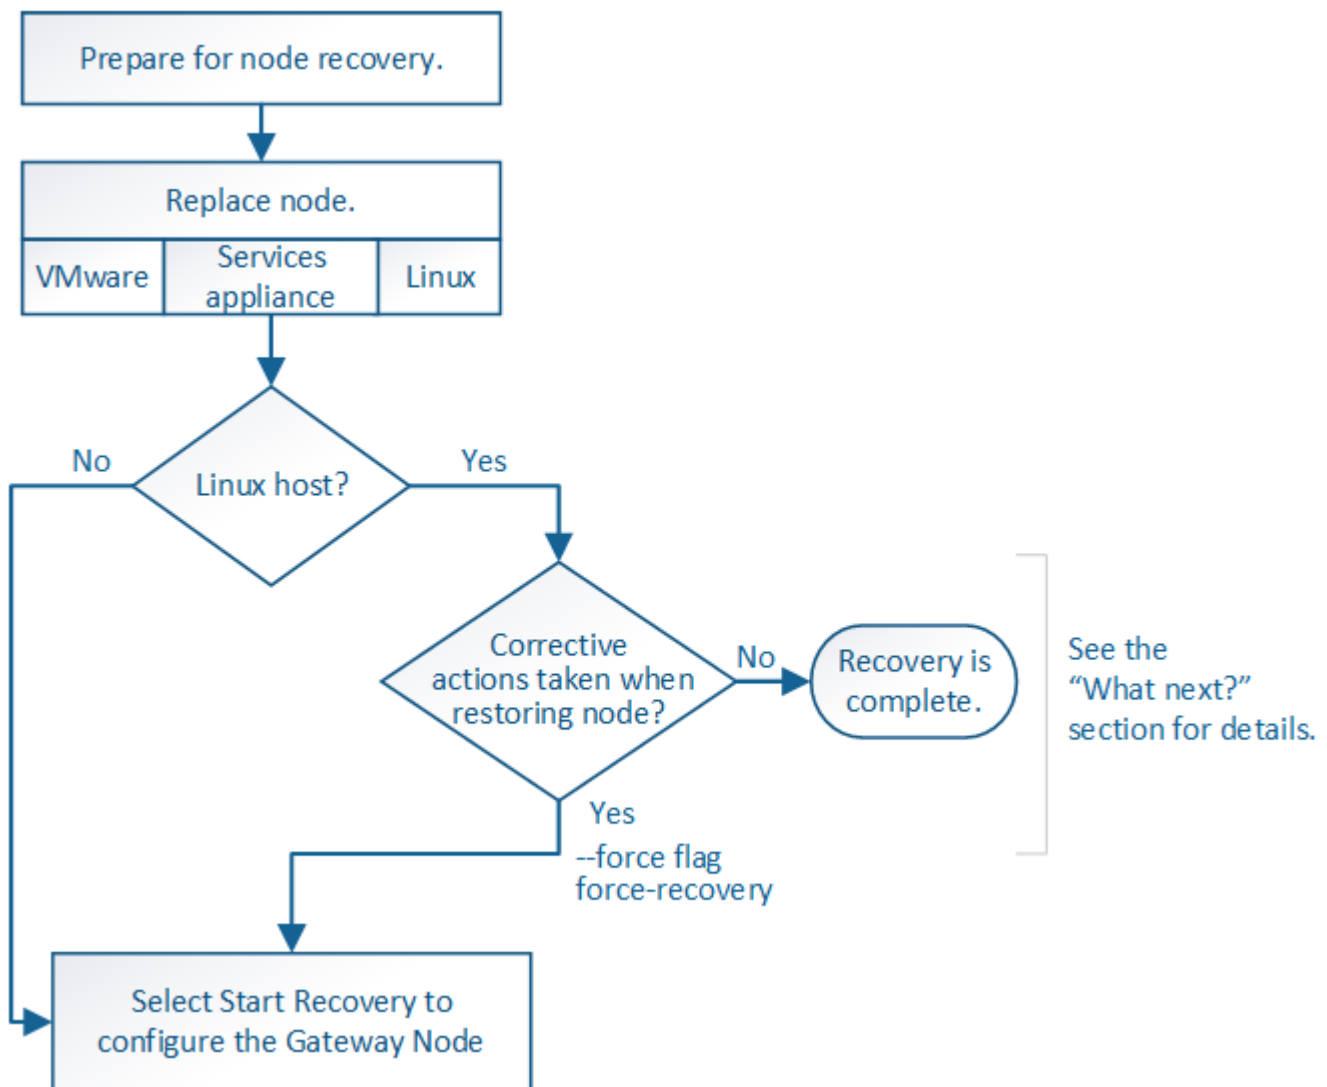 Prepare for node recovery.
Replace node.
VMware
Services
appliance
Linux
Linux host?
No
Yes
Corrective
actions taken when
restoring node?
No
Recovery is
complete.
See the
“What next?”
section for details.
Yes
--force flag
force-recovery
Select Start Recovery to
configure the Gateway Node